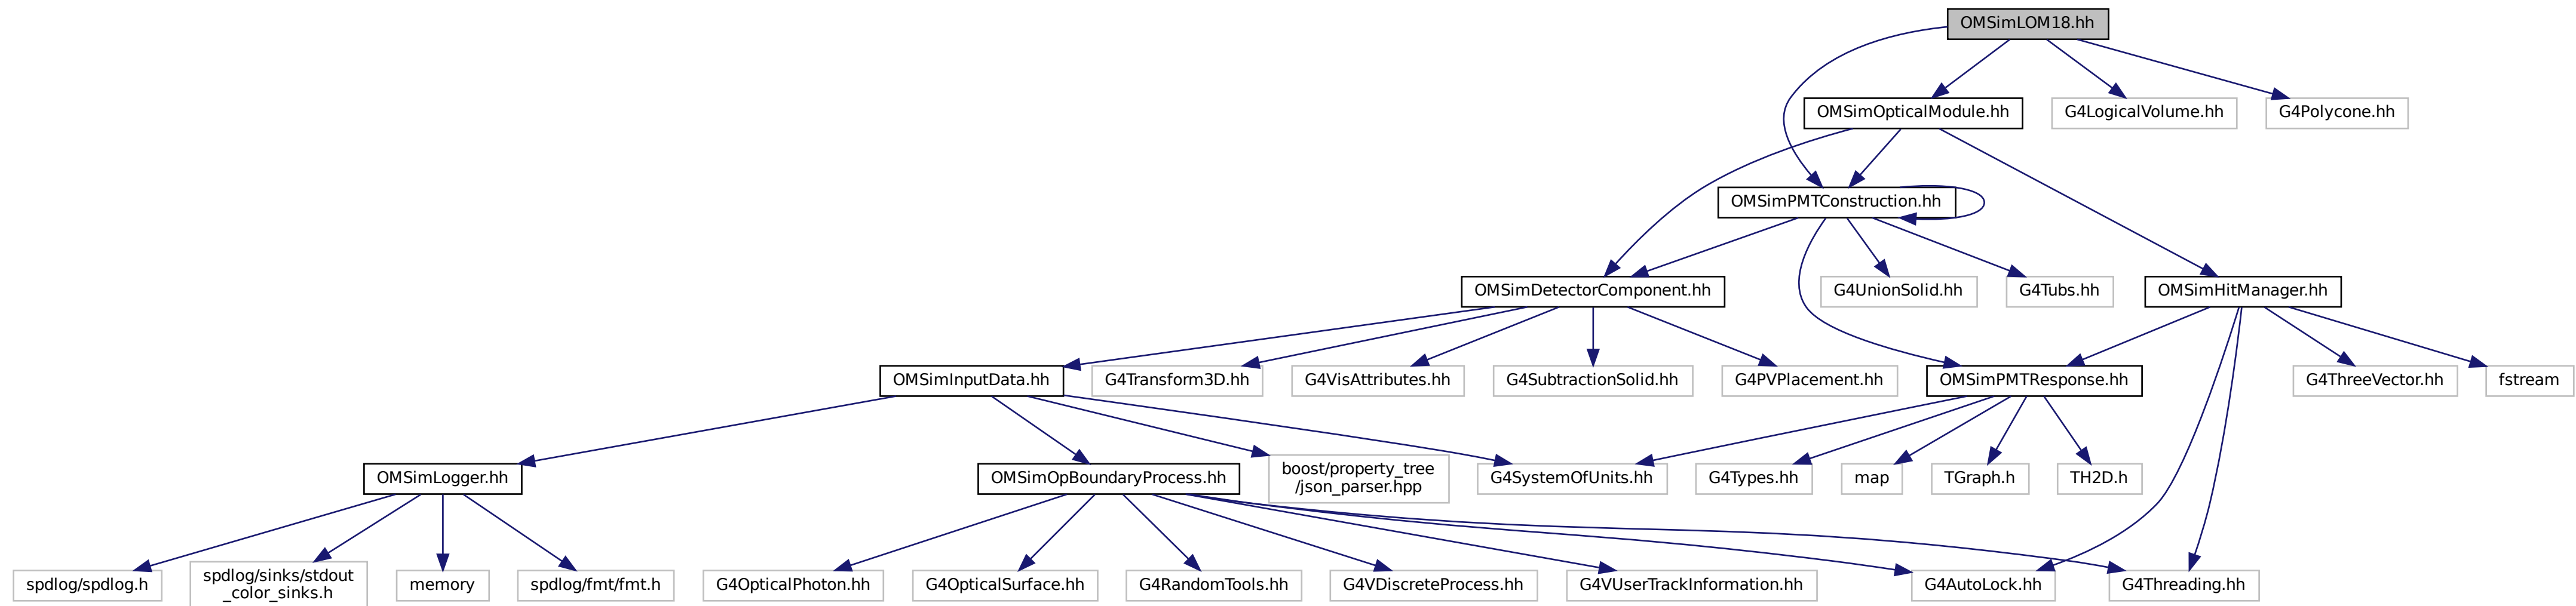 OMSimLOM18.hh
OMSimOpticalModule.hh
G4LogicalVolume.hh
G4Polycone.hh
OMSimPMTConstruction.hh
OMSimDetectorComponent.hh
G4UnionSolid.hh
G4Tubs.hh
OMSimHitManager.hh
OMSimInputData.hh
G4Transform3D.hh
G4VisAttributes.hh
G4SubtractionSolid.hh
G4PVPlacement.hh
OMSimPMTResponse.hh
G4ThreeVector.hh
fstream
OMSimLogger.hh
OMSimOpBoundaryProcess.hh
boost/property_tree
/json_parser.hpp
G4SystemOfUnits.hh
G4Types.hh
map
TGraph.h
TH2D.h
spdlog/spdlog.h
spdlog/sinks/stdout
_color_sinks.h
memory
spdlog/fmt/fmt.h
G4OpticalPhoton.hh
G4OpticalSurface.hh
G4RandomTools.hh
G4VDiscreteProcess.hh
G4VUserTrackInformation.hh
G4AutoLock.hh
G4Threading.hh